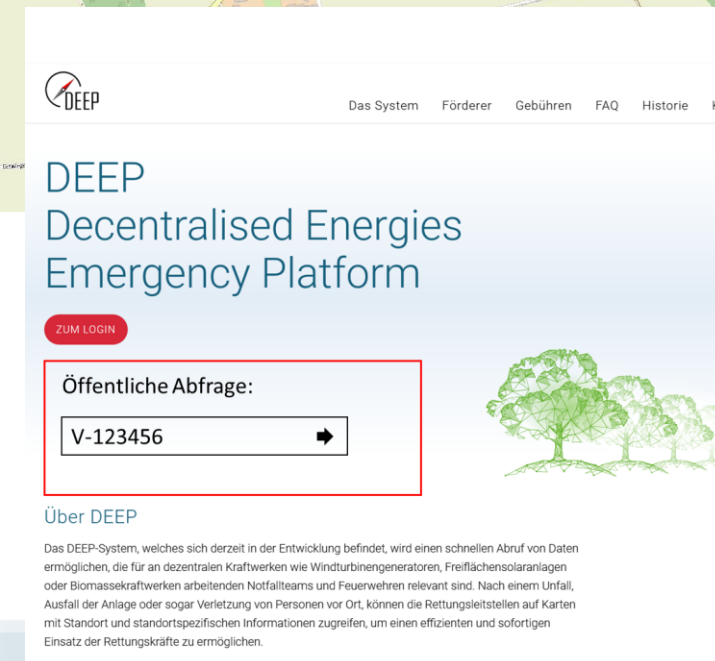 DEEP
Das System Förderer Gebühren FAQ Historie
DEEP
Decentralised Energies
Emergency Platform
ZUM LOGIN
Öffentliche Abfrage:
V-123456
Über DEEP
Das DEEP-System, welches sich derzeit in der Entwicklung befindet, wird einen schnellen Abruf von Daten
ermöglichen, die für an dezentralen Kraftwerken wie Windturbinengeneratoren, Freiflächensolaranlagen
oder Biomassekraftwerken arbeitenden Notfallteams und Feuerwehren relevant sind. Nach einem Unfall,
Ausfall der Anlage oder sogar Verletzung von Personen vor Ort, können die Rettungsleitstellen auf Karten
mit Standort und standortspezifischen Informationen zugreifen, um einen effizienten und sofortigen
Einsatz der Rettungskräfte zu ermöglichen.